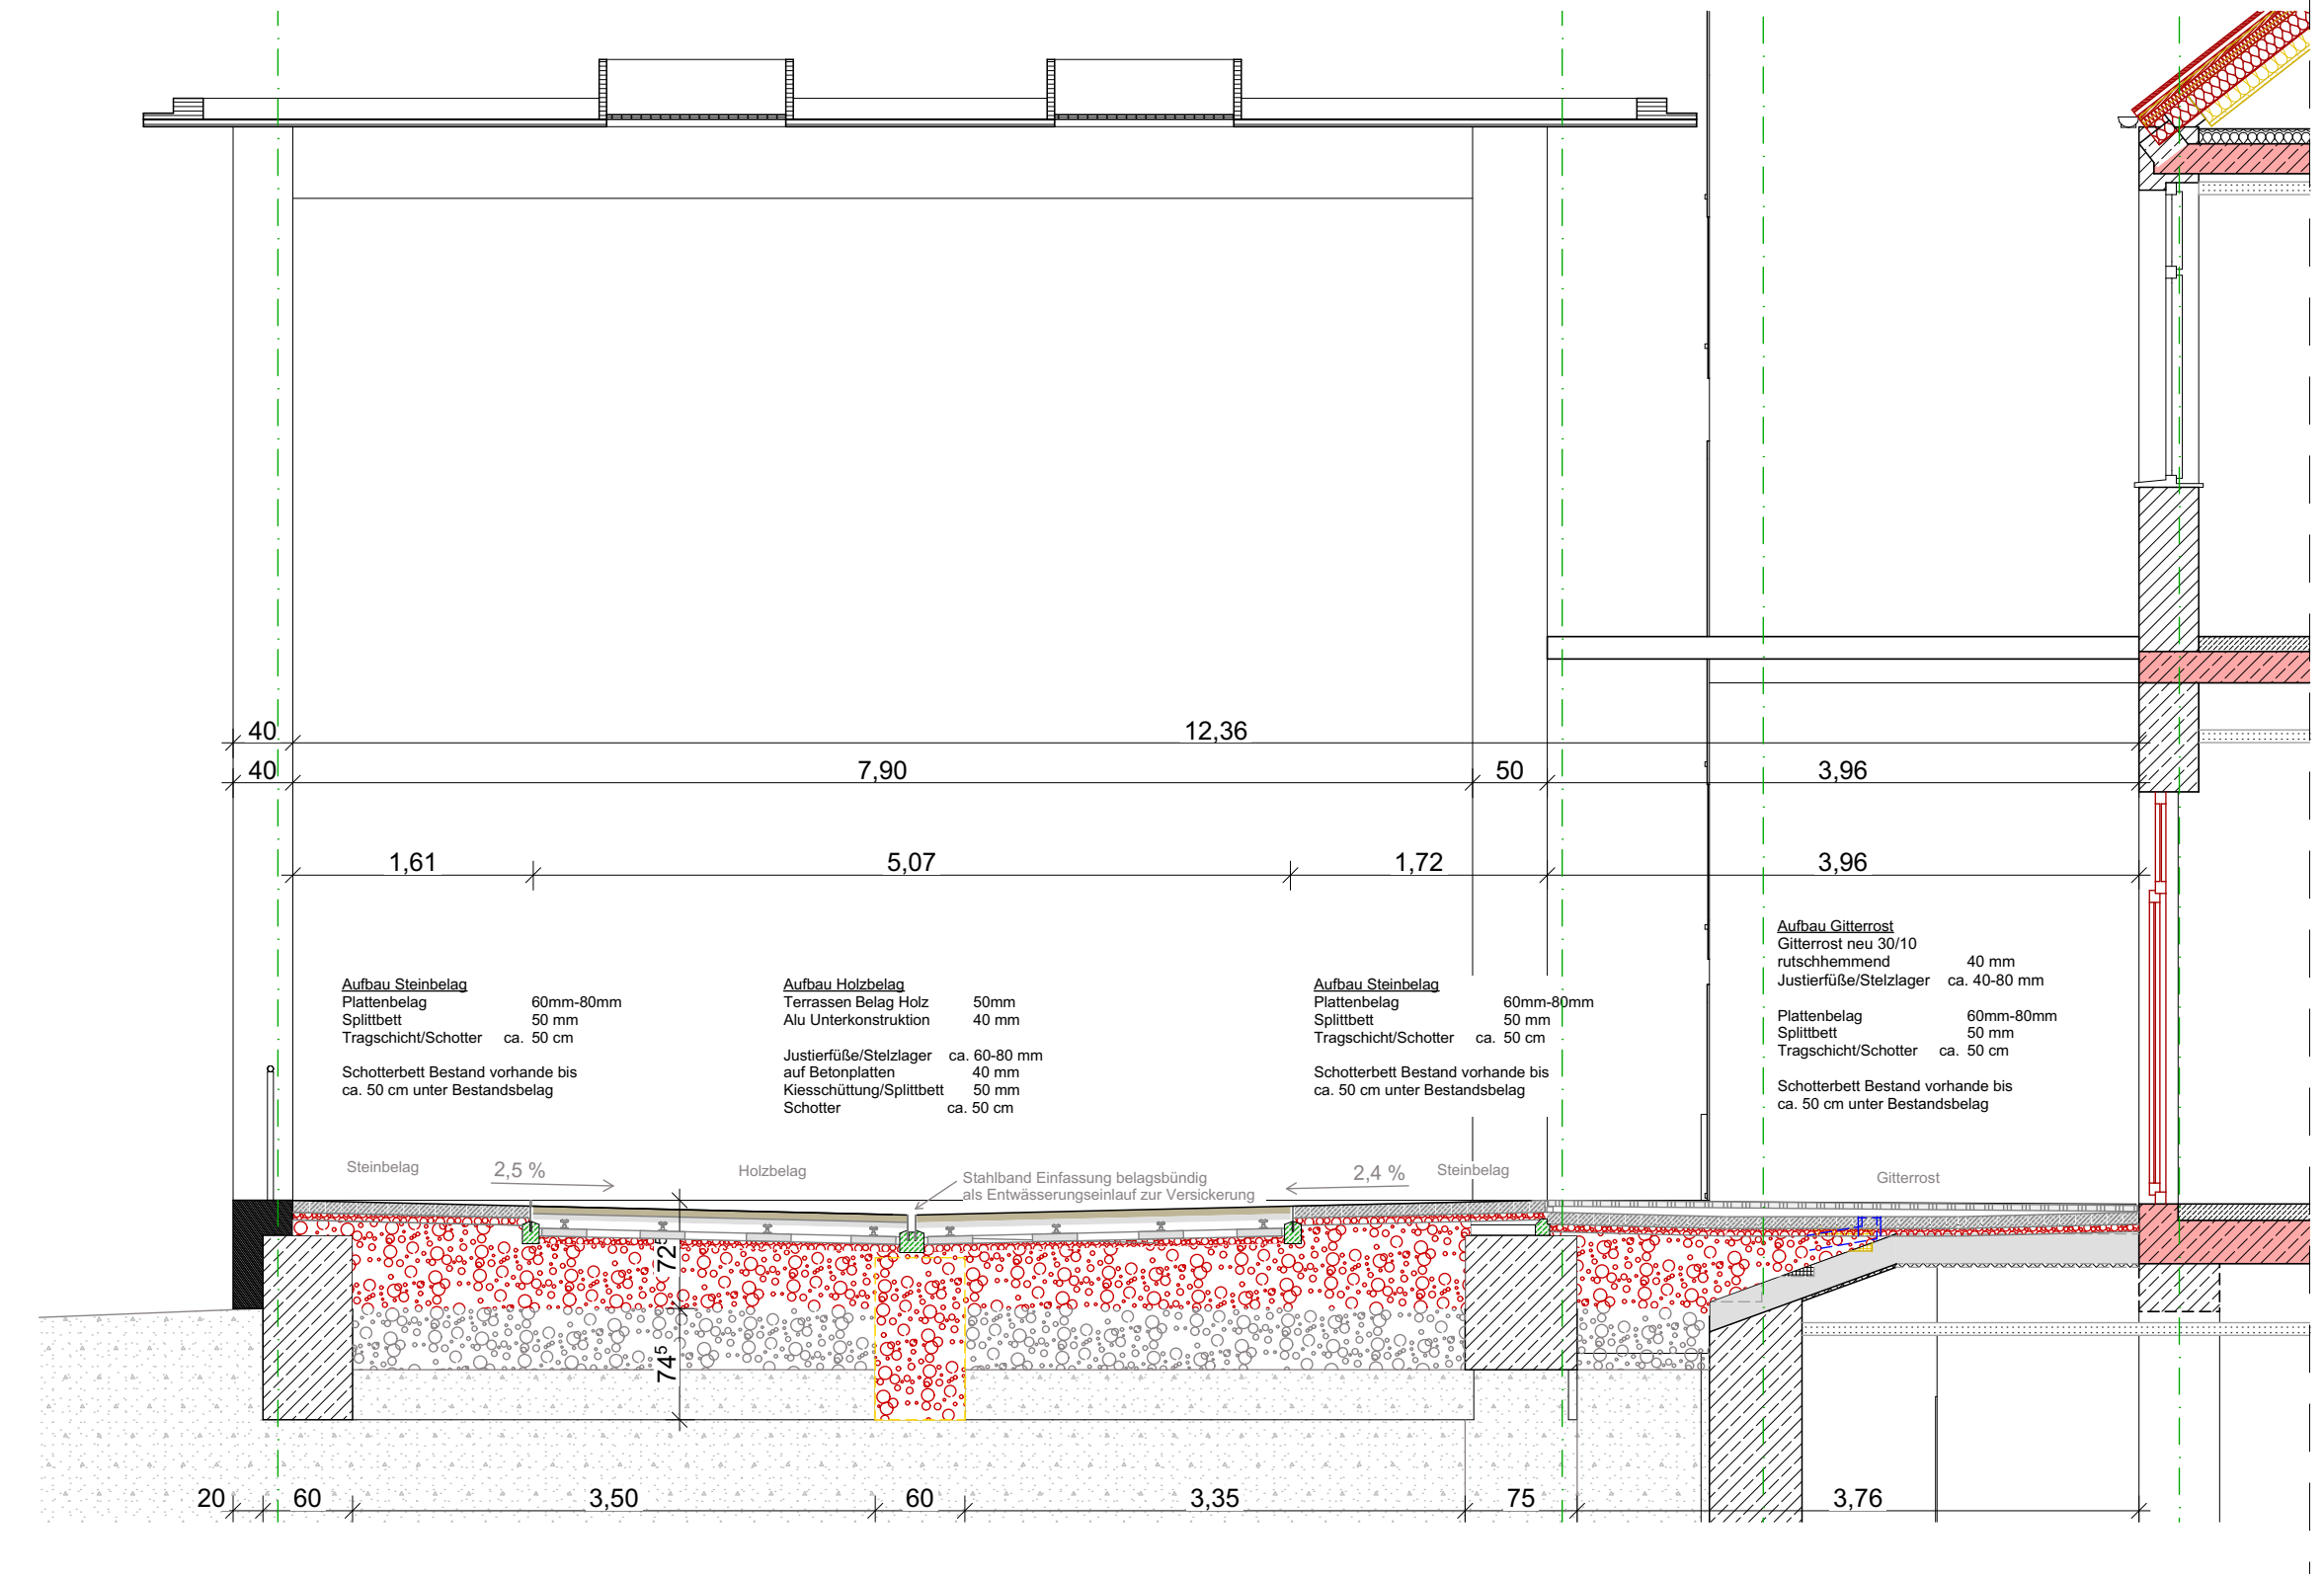 40
12,36
40
7,90
50
3,96
1,61
5,07
1,72
3,96
Aufbau Steinbelag
Plattenbelag 60mm-80mm
Splittbett 50 mm
Tragschicht/Schotter ca. 50 cm
Schotterbett Bestand vorhande bis
ca. 50 cm unter Bestandsbelag
Aufbau Holzbelag
Terrassen Belag Holz 50mm
Alu Unterkonstruktion 40 mm
Justierfüße/Stelzlager ca. 60-80 mm
auf Betonplatten 40 mm
Kiesschüttung/Splittbett 50 mm
Schotter ca. 50 cm
Aufbau Steinbelag
Plattenbelag 60mm-80mm
Splittbett 50 mm
Tragschicht/Schotter ca. 50 cm
Schotterbett Bestand vorhande bis
ca. 50 cm unter Bestandsbelag
Aufbau Gitterrost
Gitterrost neu 30/10
rutschhemmend 40 mm
Justierfüße/Stelzlager ca. 40-80 mm
Plattenbelag 60mm-80mm
Splittbett 50 mm
Tragschicht/Schotter ca. 50 cm
Schotterbett Bestand vorhande bis
ca. 50 cm unter Bestandsbelag
Steinbelag
2,5 %
Holzbelag
Stahlband Einfassung belagsbündig
als Entwässerungseinlauf zur Versickerung
2,4 %
Steinbelag
Gitterrost
72⁵
74⁵
20
60
3,50
60
3,35
75
3,76